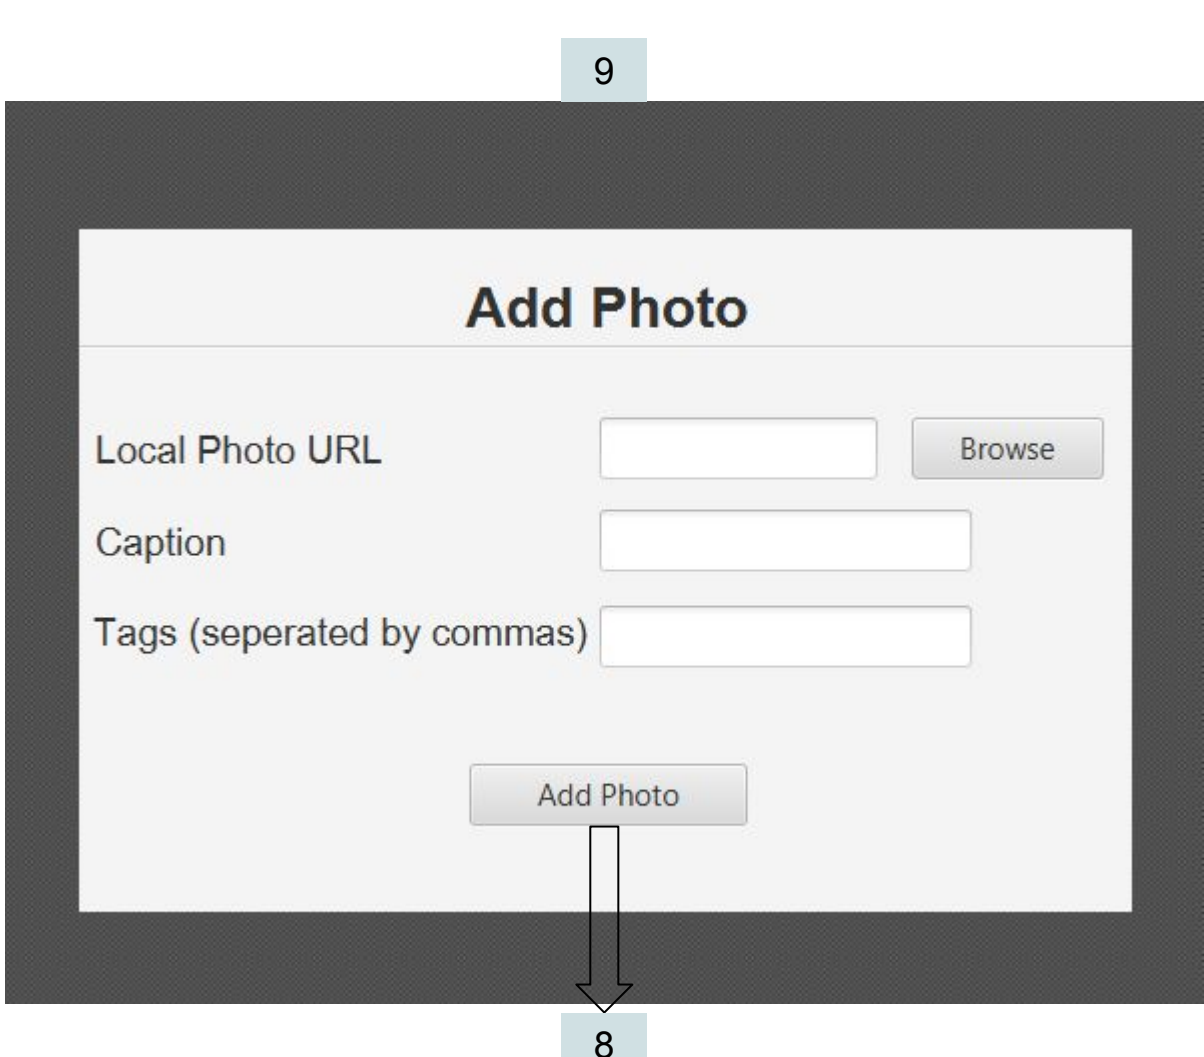 9
Add Photo
Local Photo URL
Browse
Caption
Tags (seperated by commas)
Add Photo
8